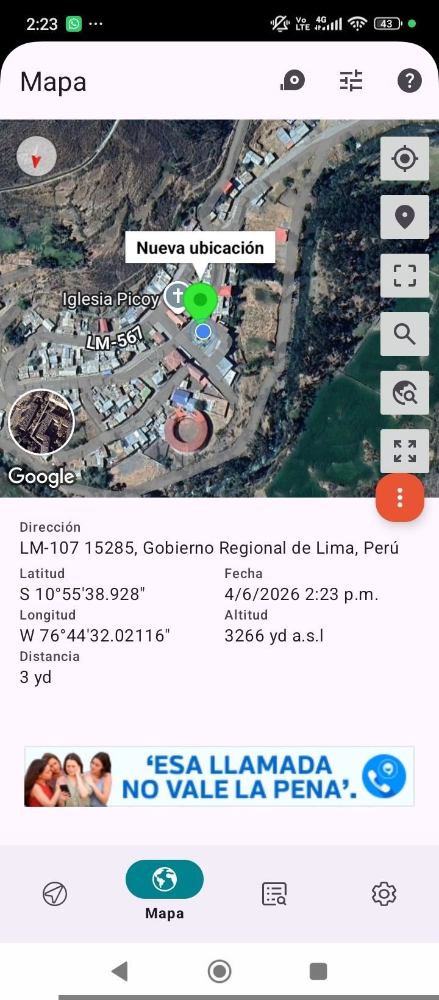 2:23
Vo
LTE
4G
43
Mapa
Nueva ubicación
Iglesia Picoy
LM-567
Google
Dirección
LM-107 15285, Gobierno Regional de Lima, Perú
Latitud
Fecha
S 10°55'38.928"
4/6/2026 2:23 p.m.
Longitud
Altitud
W 76°44'32.02116"
3266 yd a.s.l
Distancia
3 yd
‘ESA LLAMADA
NO VALE LA PENA’.
Mapa